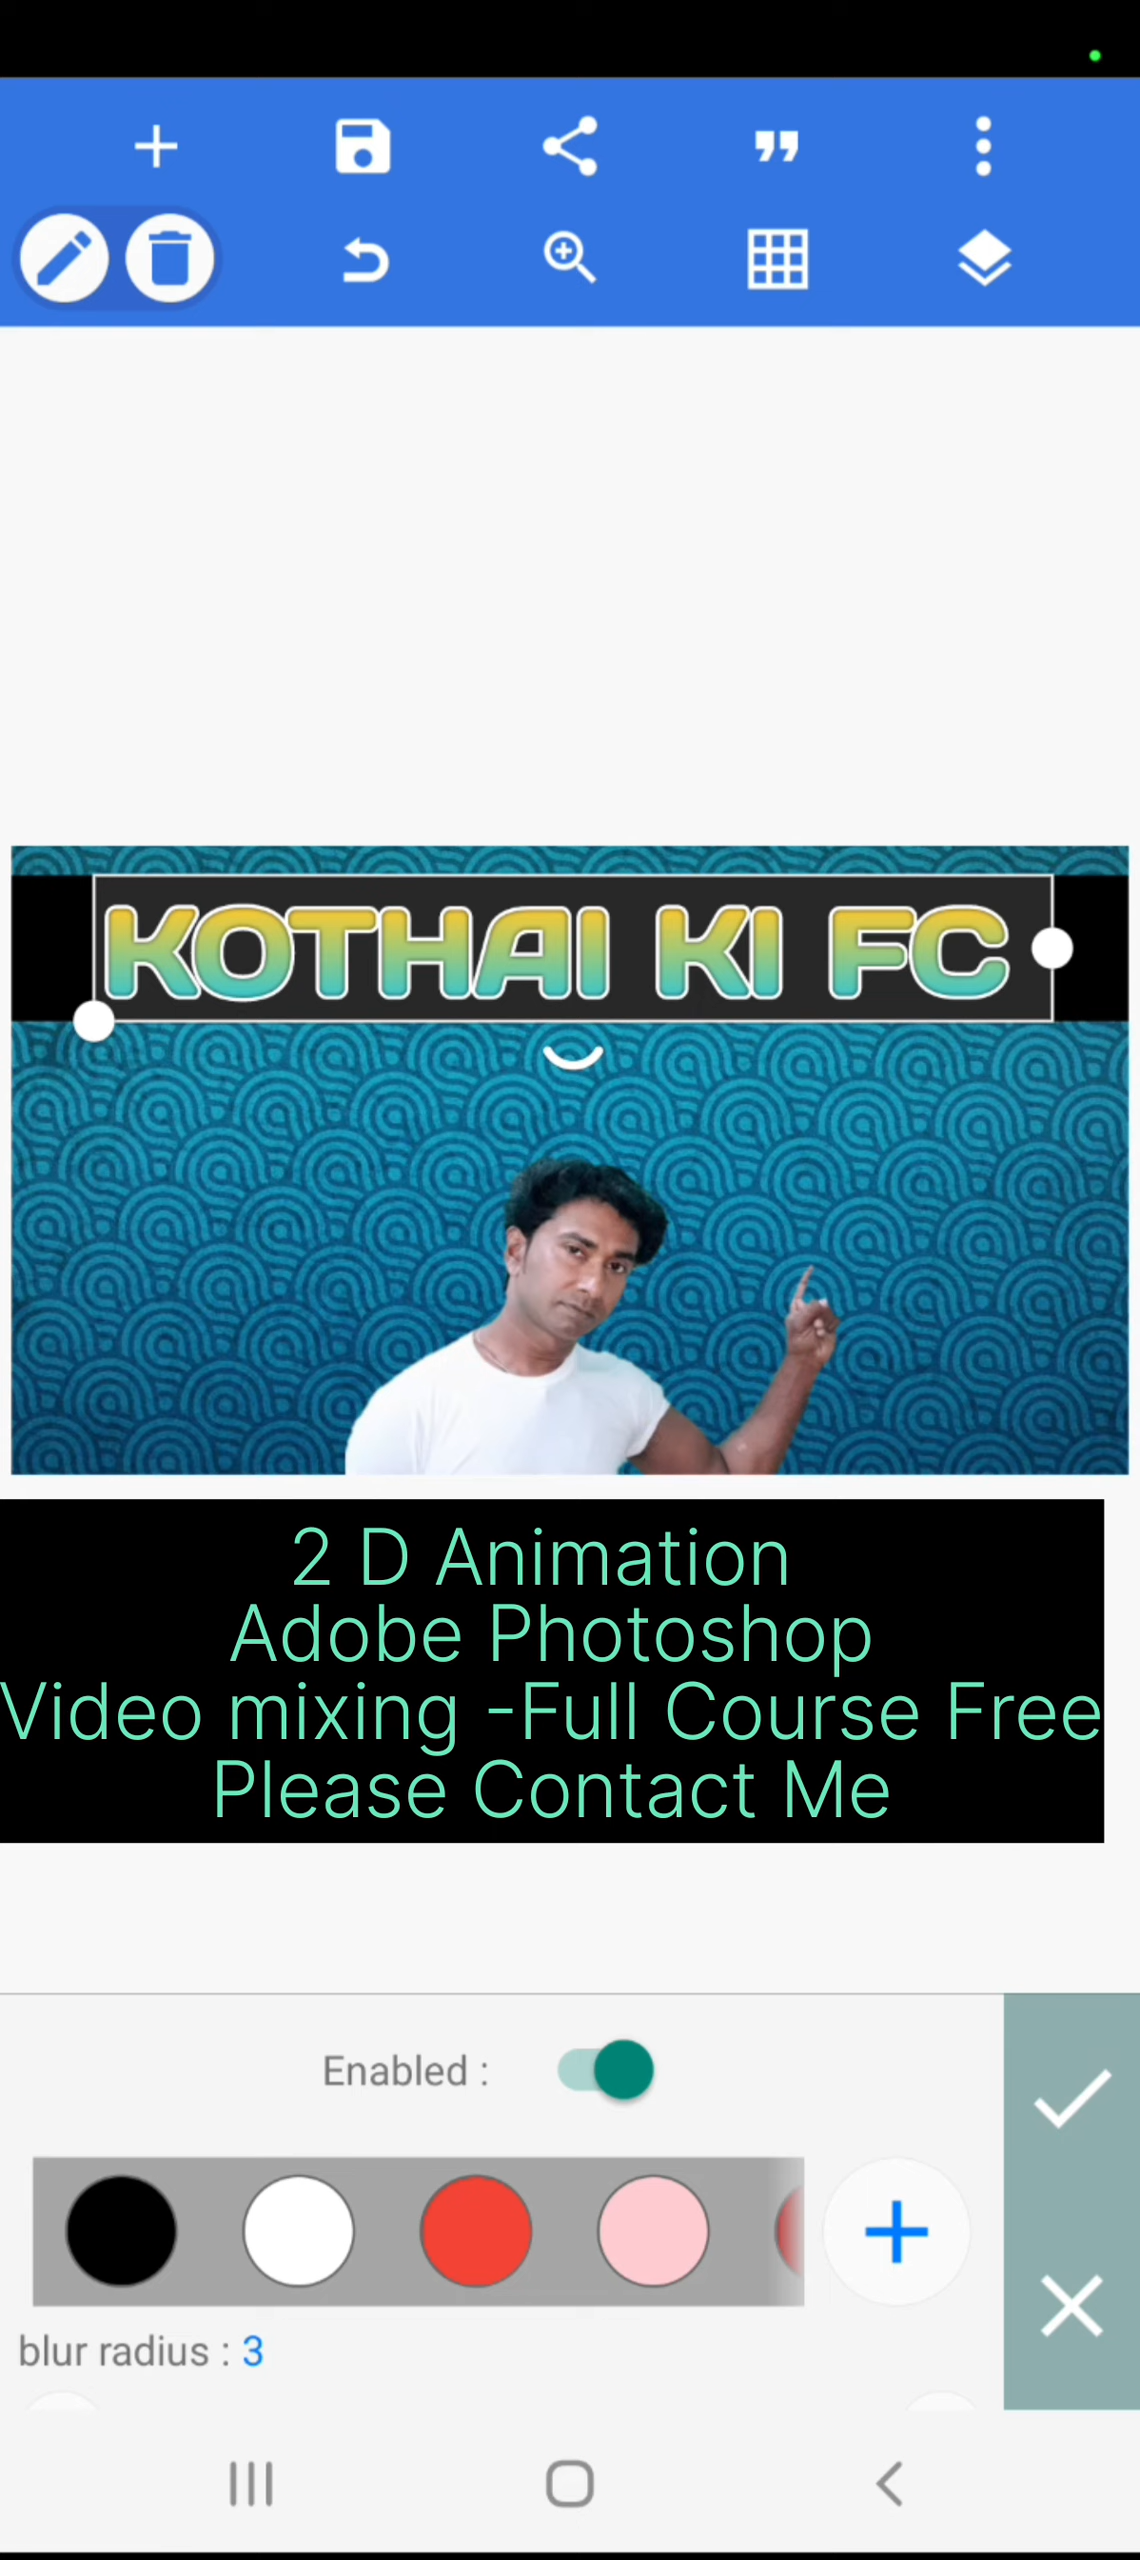 KOTHAI KI FC
2 D Animation
Adobe Photoshop
Video mixing -Full Course Free
Please Contact Me
Enabled :
blur radius : 3